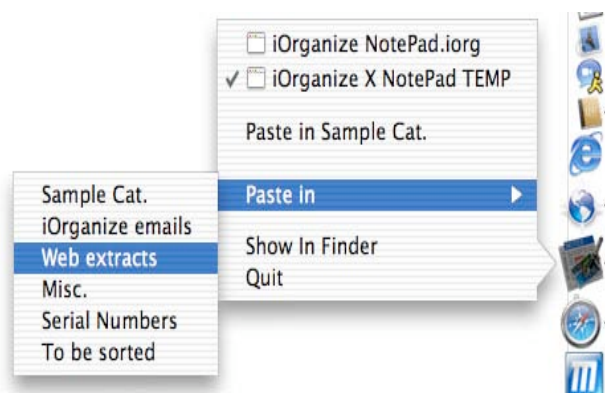 iOrganize NotePad.iorg
✓ iOrganize X NotePad TEMP
Paste in Sample Cat.
Paste in
Show In Finder
Quit
Sample Cat.
iOrganize emails
Web extracts
Misc.
Serial Numbers
To be sorted